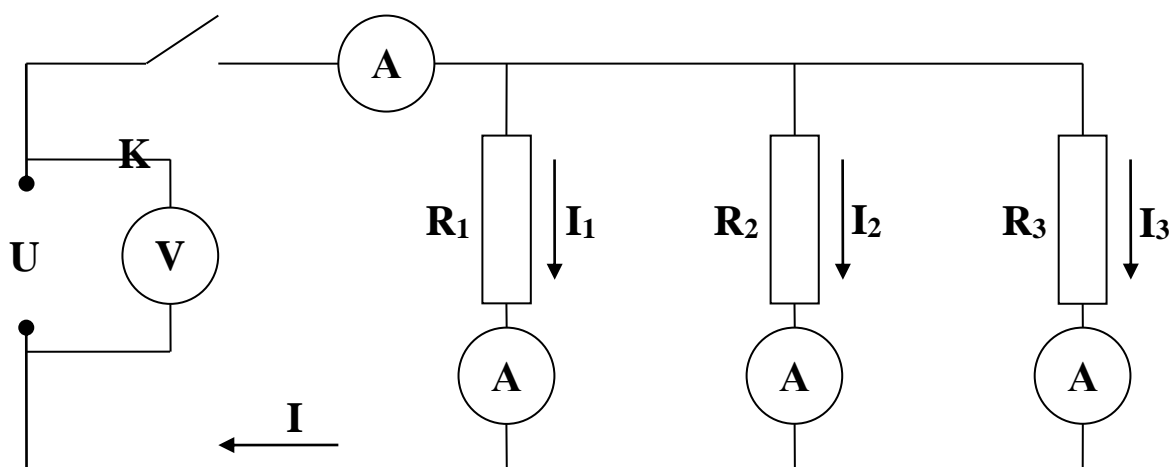 A
K
R₁ I₁ R₂ I₂ R₃ I₃
U V
A A A
I